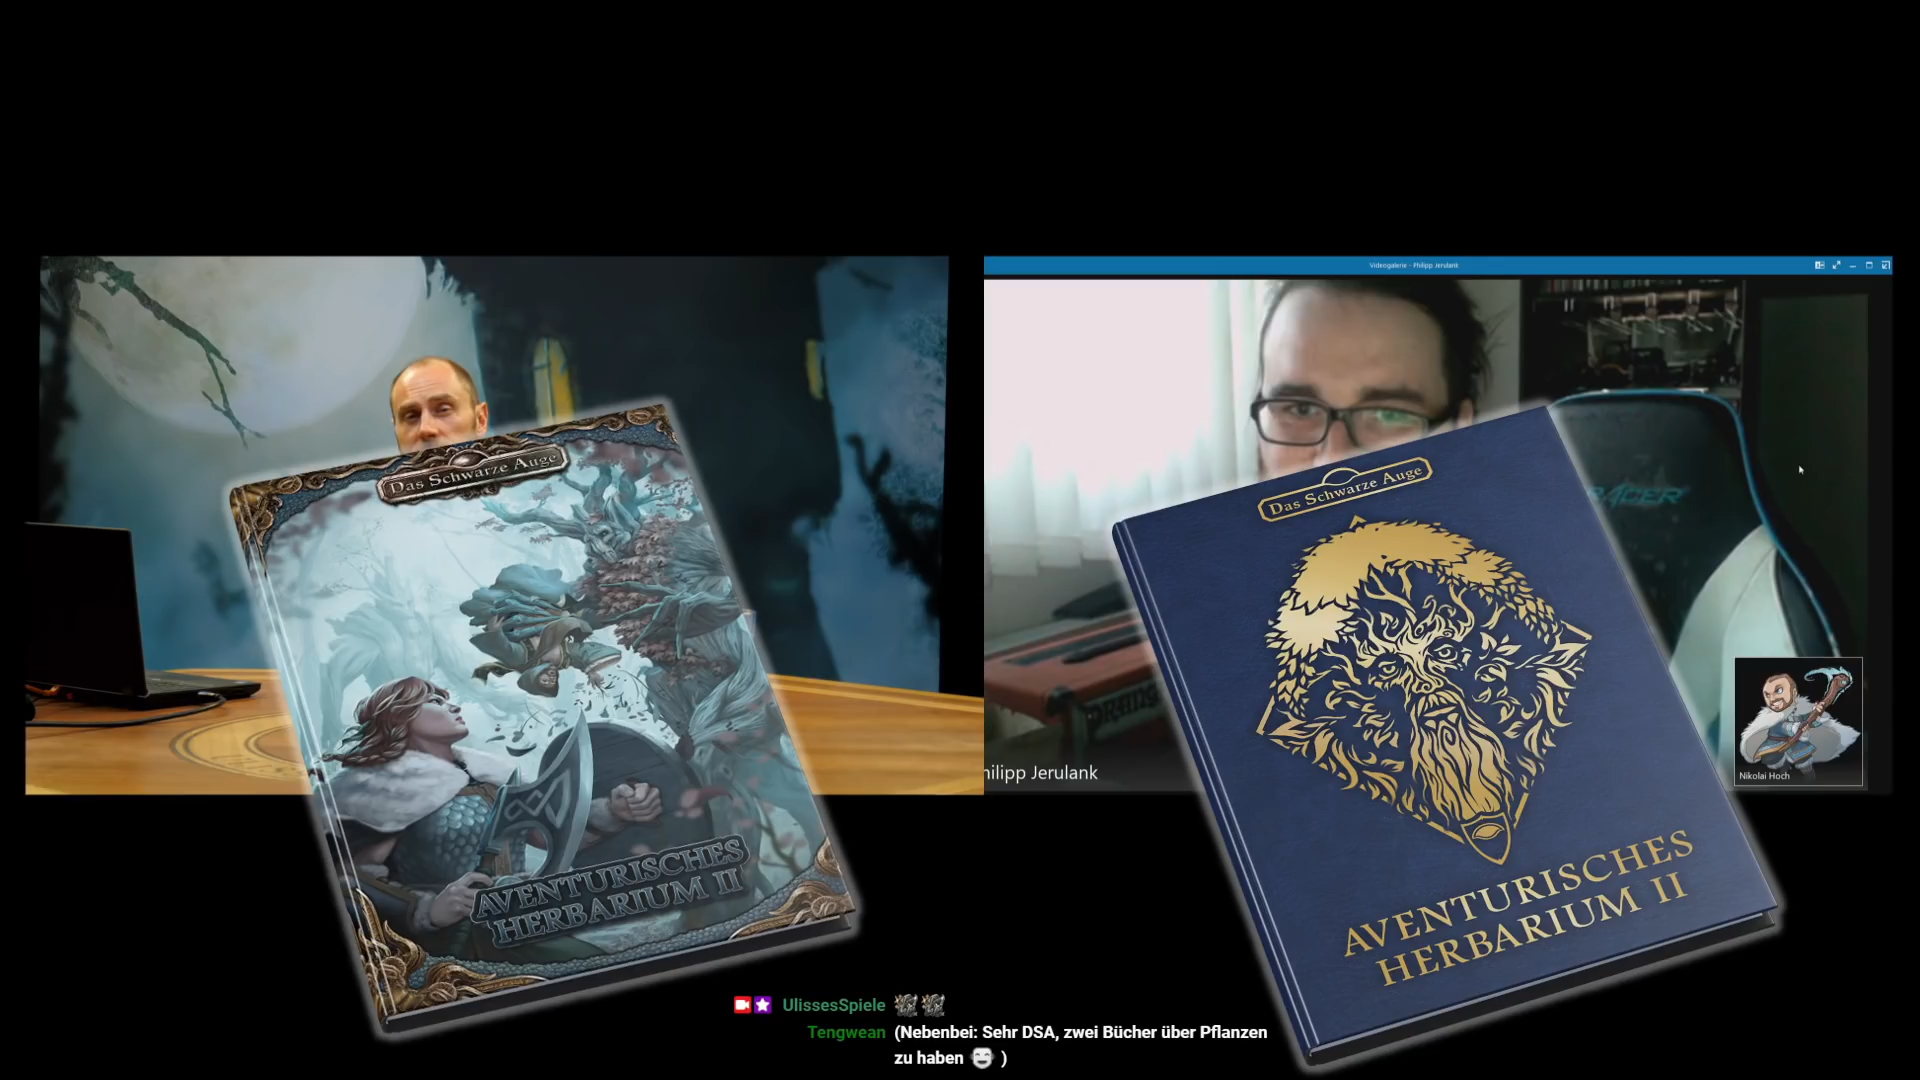 Videogalerie - Philipp Jerulank
Das Schwarze Auge
AVENTURISCHES
HERBARIUM II
Das Schwarze Auge
AVENTURISCHES
HERBARIUM II
hilipp Jerulank
Nikolai Hoch
UlissesSpiele
Tengwean (Nebenbei: Sehr DSA, zwei Bücher über Pflanzen
zu haben )